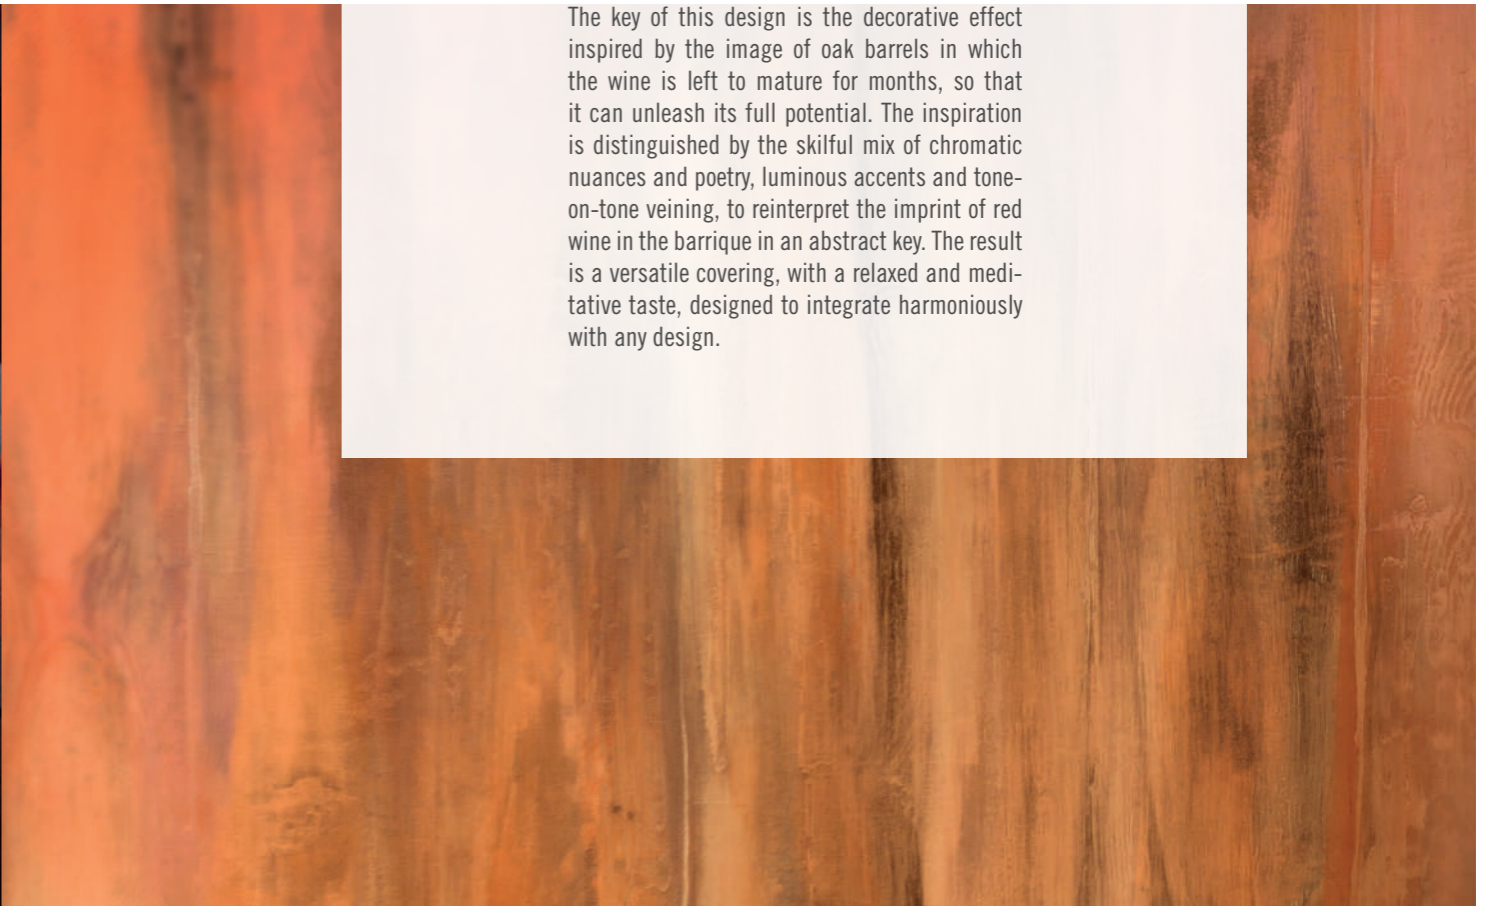 The key of this design is the decorative effect
inspired by the image of oak barrels in which
the wine is left to mature for months, so that
it can unleash its full potential. The inspiration
is distinguished by the skilful mix of chromatic
nuances and poetry, luminous accents and tone-
on-tone veining, to reinterpret the imprint of red
wine in the barrique in an abstract key. The result
is a versatile covering, with a relaxed and medi-
tative taste, designed to integrate harmoniously
with any design.